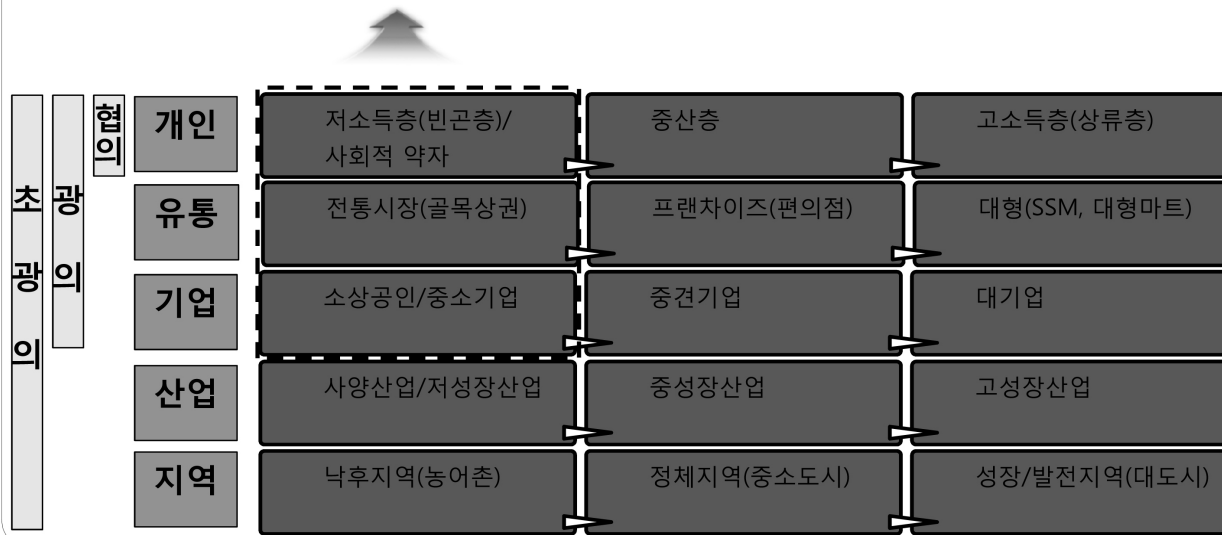 초광의
광의
협의
개인
저소득층(빈곤층)/
사회적 약자
중산층
고소득층(상류층)
유통
전통시장(골목상권)
프랜차이즈(편의점)
대형(SSM, 대형마트)
기업
소상공인/중소기업
중견기업
대기업
산업
사양산업/저성장산업
중성장산업
고성장산업
지역
낙후지역(농어촌)
정체지역(중소도시)
성장/발전지역(대도시)